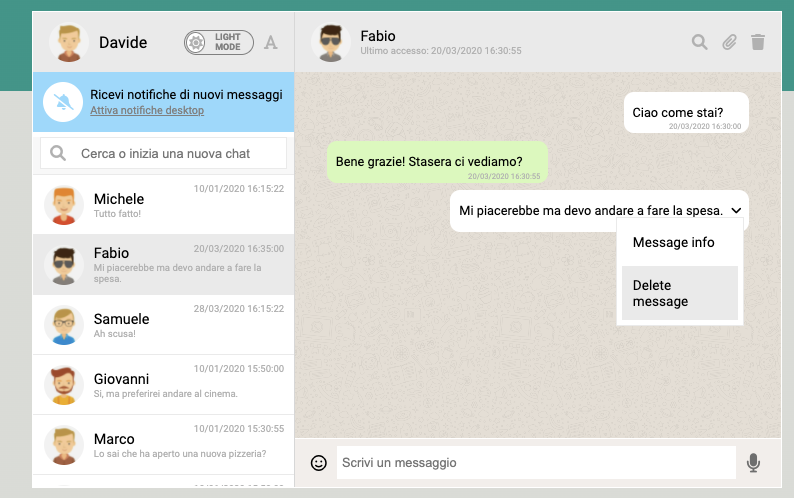 Davide
LIGHT
MODE
A
Ricevi notifiche di nuovi messaggi
Attiva notifiche desktop
Cerca o inizia una nuova chat
Michele
10/01/2020 16:15:22
Tutto fatto!
Fabio
20/03/2020 16:35:00
Mi piacerebbe ma devo andare a fare la
spesa.
Samuele
28/03/2020 16:15:22
Ah scusa!
Giovanni
10/01/2020 15:50:00
Sì, ma preferirei andare al cinema.
Marco
10/01/2020 15:30:55
Lo sai che ha aperto una nuova pizzeria?
Fabio
Ultimo accesso: 20/03/2020 16:30:55
Ciao come stai?
20/03/2020 16:30:00
Bene grazie! Stasera ci vediamo?
20/03/2020 16:30:55
Mi piacerebbe ma devo andare a fare la spesa.
Message info
Delete
message
Scrivi un messaggio